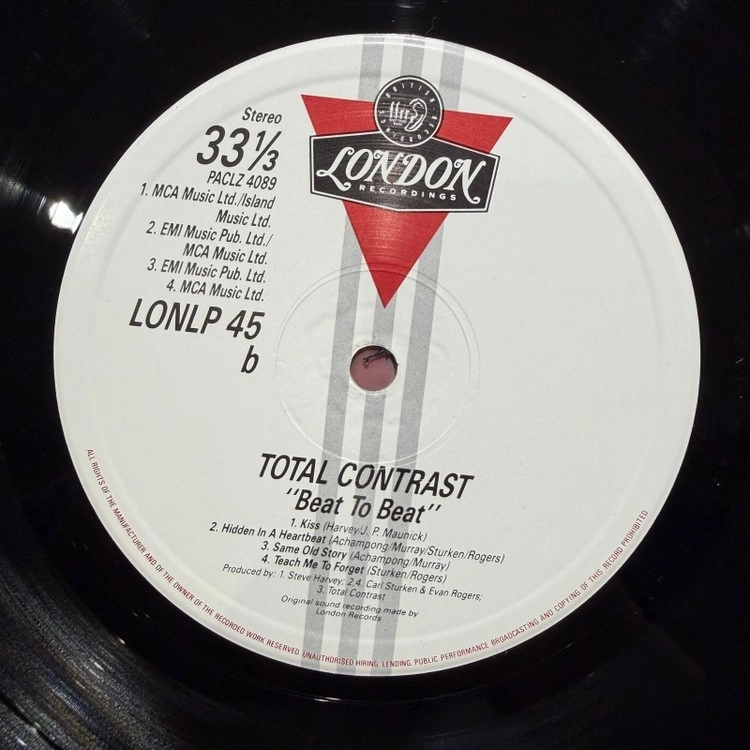 Stereo
33⅓
PACLZ 4089
1. MCA Music Ltd./Island
Music Ltd.
2. EMI Music Pub. Ltd./
MCA Music Ltd.
3. EMI Music Pub. Ltd.
4. MCA Music Ltd.
LONLP 45
b
LONDON
RECORDINGS
TOTAL CONTRAST
"Beat To Beat"
1. Kiss (Harvey/J. P. Maunick)
2. Hidden In A Heartbeat (Achampong/Murray/Sturken/Rogers)
3. Same Old Story (Achampong/Murray)
4. Teach Me To Forget (Sturken/Rogers)
Produced by: 1. Steve Harvey; 2,4. Carl Sturken & Evan Rogers;
3. Total Contrast
Original sound recording made by
London Records
ALL RIGHTS OF THE MANUFACTURER AND OF THE OWNER OF THE RECORDED WORK RESERVED. UNAUTHORISED HIRING, LENDING, PUBLIC PERFORMANCE, BROADCASTING AND COPYING OF THIS RECORD PROHIBITED